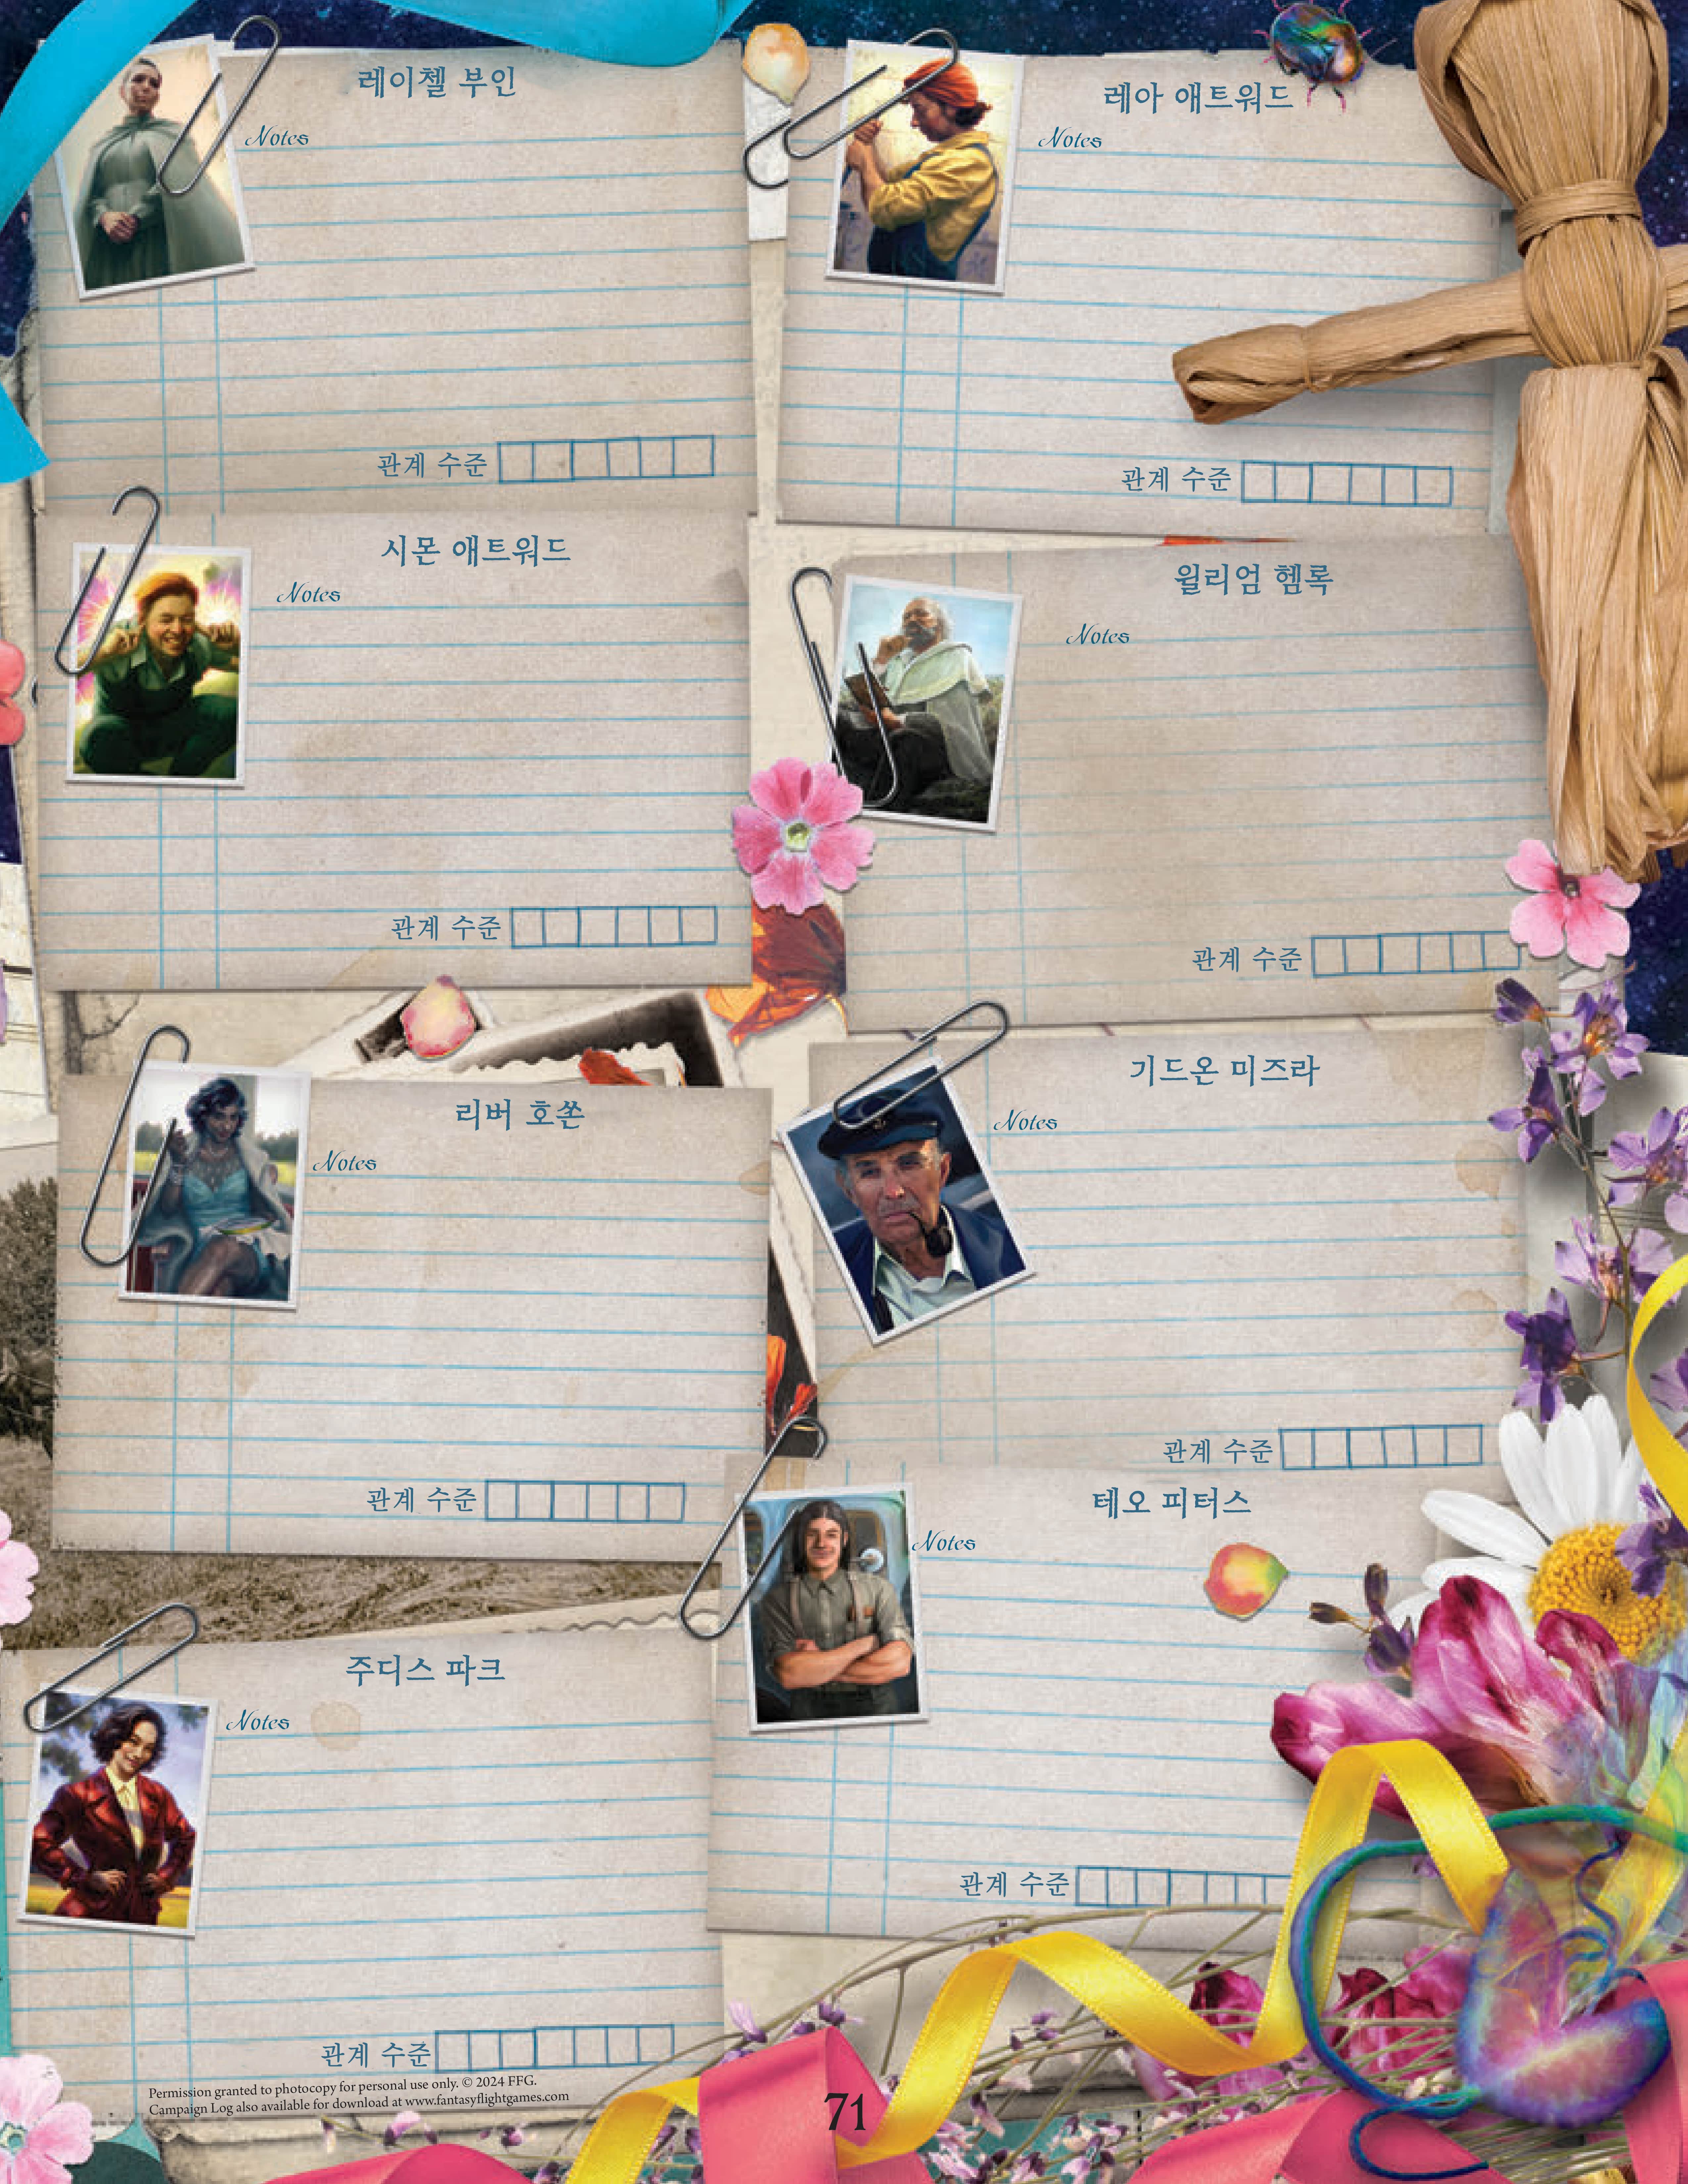 레이첼 부인
Notes
관계 수준
레아 애트워드
Notes
관계 수준
시몬 애트워드
Notes
관계 수준
윌리엄 헴록
Notes
관계 수준
리버 호쏜
Notes
관계 수준
기드온 미즈라
Notes
관계 수준
테오 피터스
Notes
관계 수준
주디스 파크
Notes
관계 수준
Permission granted to photocopy for personal use only. © 2024 FFG.
Campaign Log also available for download at www.fantasyflightgames.com
71